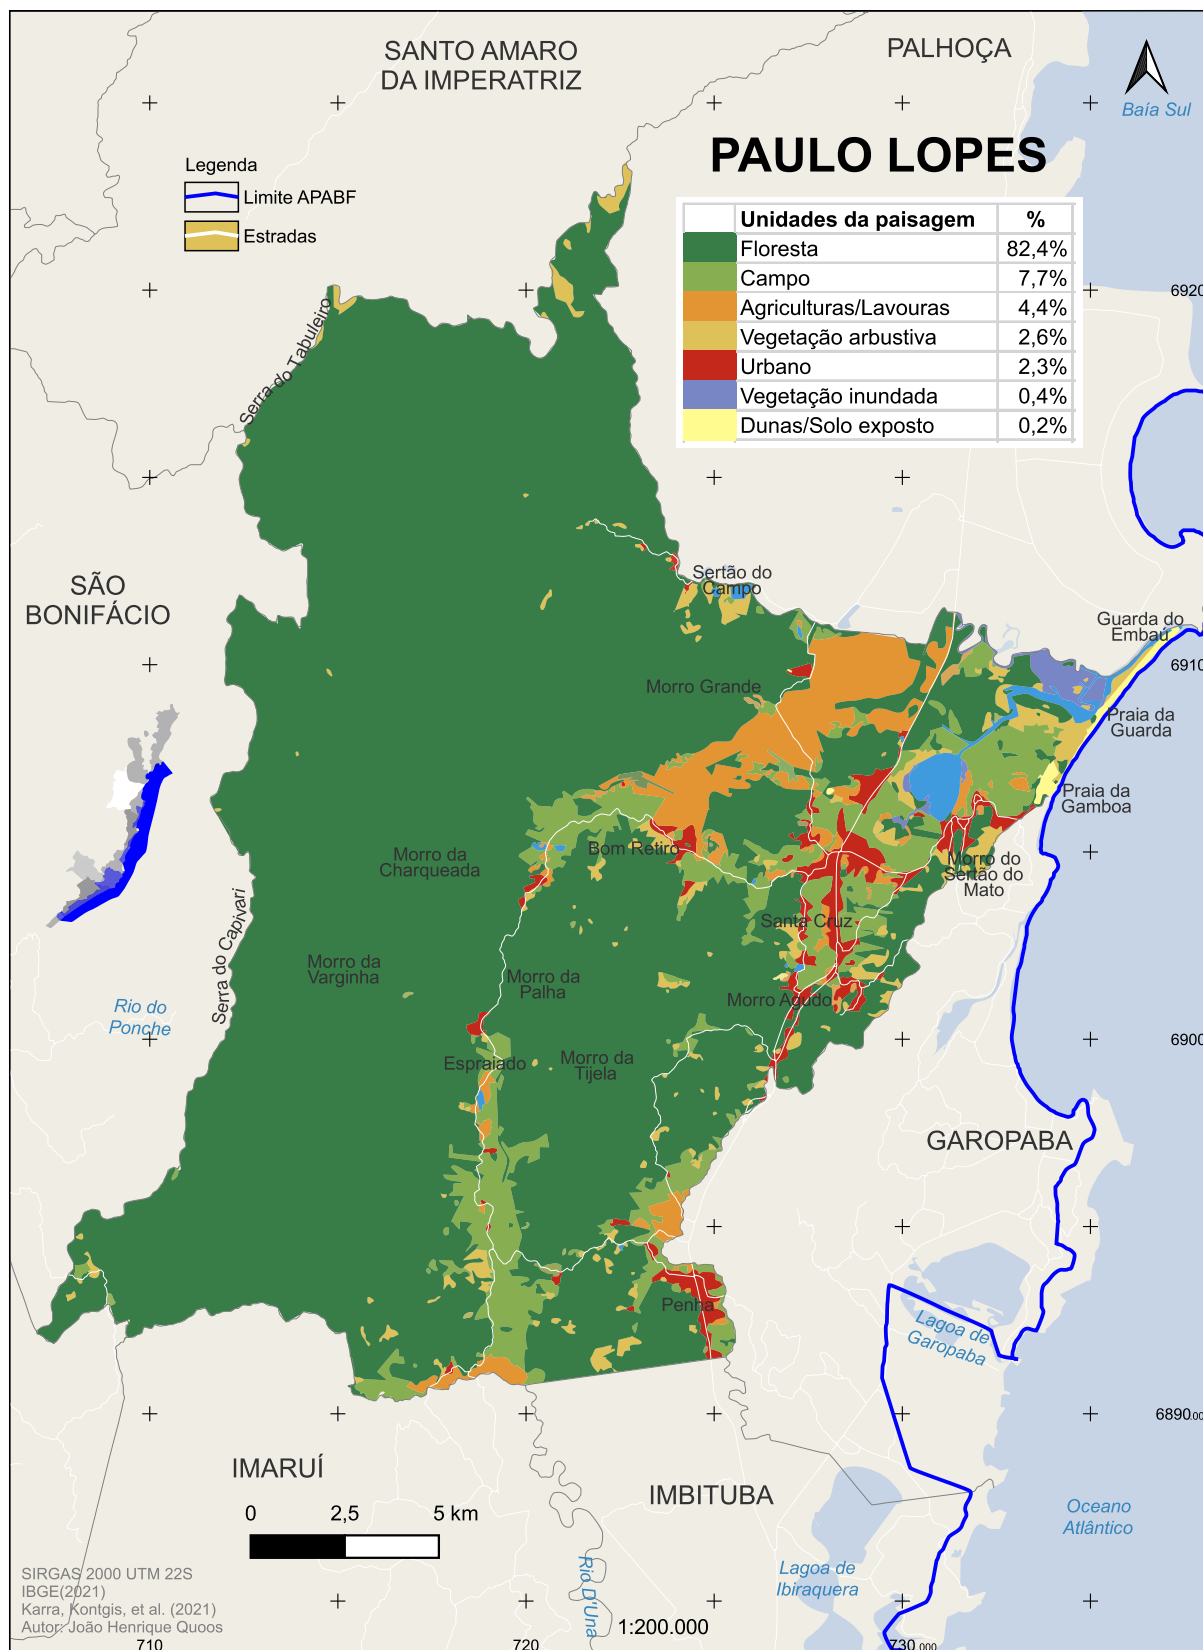 SANTO AMARO
DA IMPERATRIZ
PALHOÇA
Baía Sul
PAULO LOPES
Legenda
Limite APABF
Estradas
Unidades da paisagem %
Floresta 82,4%
Campo 7,7%
Agriculturas/Lavouras 4,4%
Vegetação arbustiva 2,6%
Urbano 2,3%
Vegetação inundada 0,4%
Dunas/Solo exposto 0,2%
6920
Serra do Tabuleiro
SÃO
BONIFÁCIO
Sertão do
Campo
Guarda do
Embaú
6910
Morro Grande
Praia da
Guarda
Praia da
Gamboa
Morro da
Charqueada
Bom Retiro
Morro do
Sertão do
Mato
Santa Cruz
Serra do Capivari
Morro da
Varginha
Morro da
Palha
Morro Agudo
Rio do
Ponche
6900
Espraiado
Morro da
Tijela
GAROPABA
Penha
Lagoa de
Garopaba
6890.00
IMARUÍ
IMBITUBA
0 2,5 5 km
Oceano
Atlântico
Lagoa de
Ibiraquera
Rio D'Una
SIRGAS 2000 UTM 22S
IBGE(2021)
Karra, Kontgis, et al. (2021)
Autor: João Henrique Quoos
1:200.000
710
720
730.000